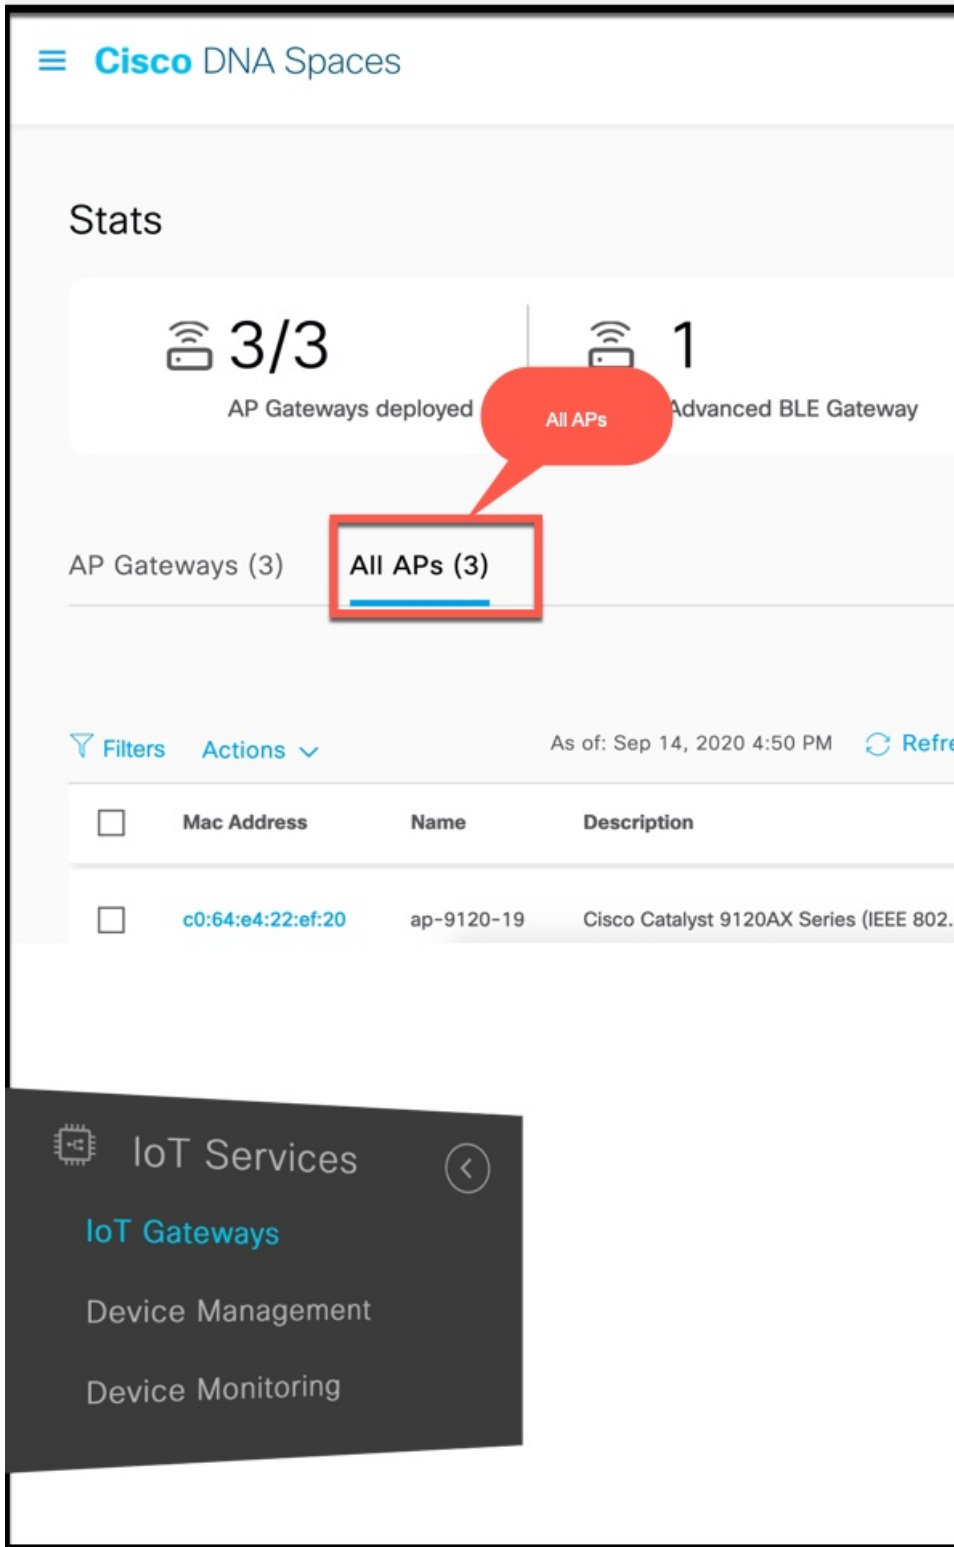 Cisco DNA Spaces
Stats
3/3
AP Gateways deployed
1
Advanced BLE Gateway
All APs
AP Gateways (3)
All APs (3)
Filters Actions As of: Sep 14, 2020 4:50 PM Refre
Mac Address Name Description
c0:64:e4:22:ef:20 ap-9120-19 Cisco Catalyst 9120AX Series (IEEE 802.
IoT Services
IoT Gateways
Device Management
Device Monitoring